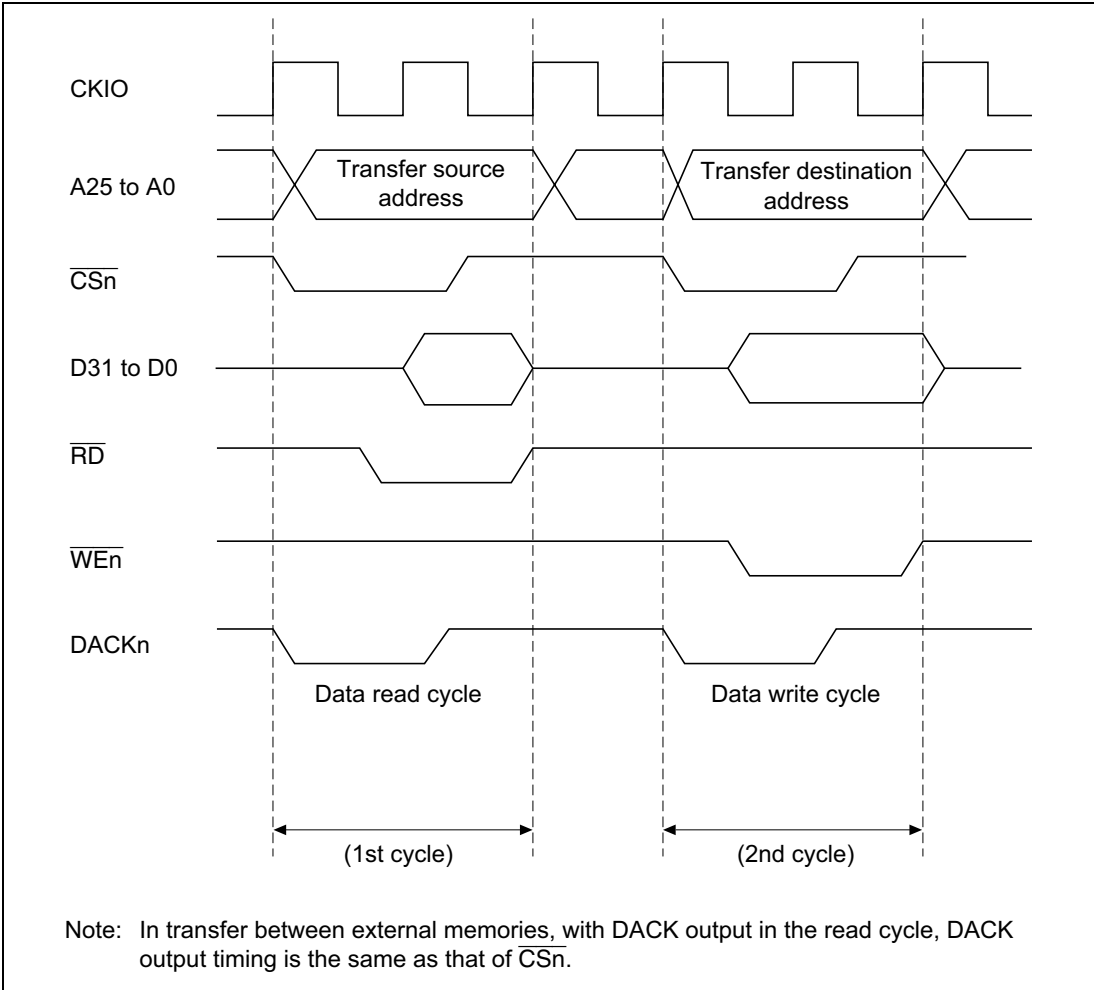 CKIO
A25 to A0
Transfer source
address
Transfer destination
address
CSn
D31 to D0
RD
WEn
DACKn
Data read cycle
Data write cycle
(1st cycle)
(2nd cycle)
Note: In transfer between external memories, with DACK output in the read cycle, DACK
output timing is the same as that of CSn.